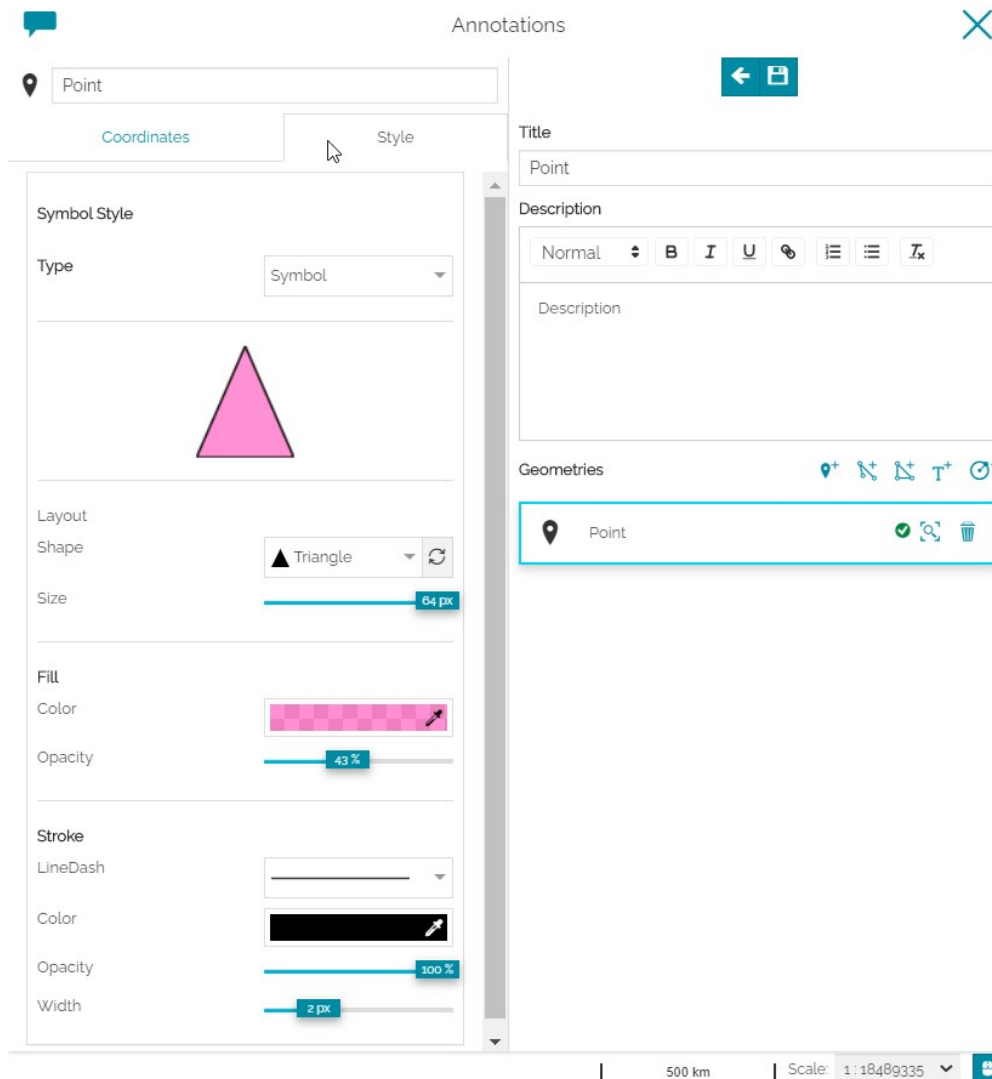 Annotations
Point
Coordinates
Style
Symbol Style
Type
Symbol
Layout
Shape
Triangle
Size
64 px
Fill
Color
Opacity
43 %
Stroke
LineDash
Color
Opacity
100 %
Width
2 px
Title
Point
Description
Normal B I U Tx
Description
Geometries
T+
Point
500 km
Scale: 1 : 18489335